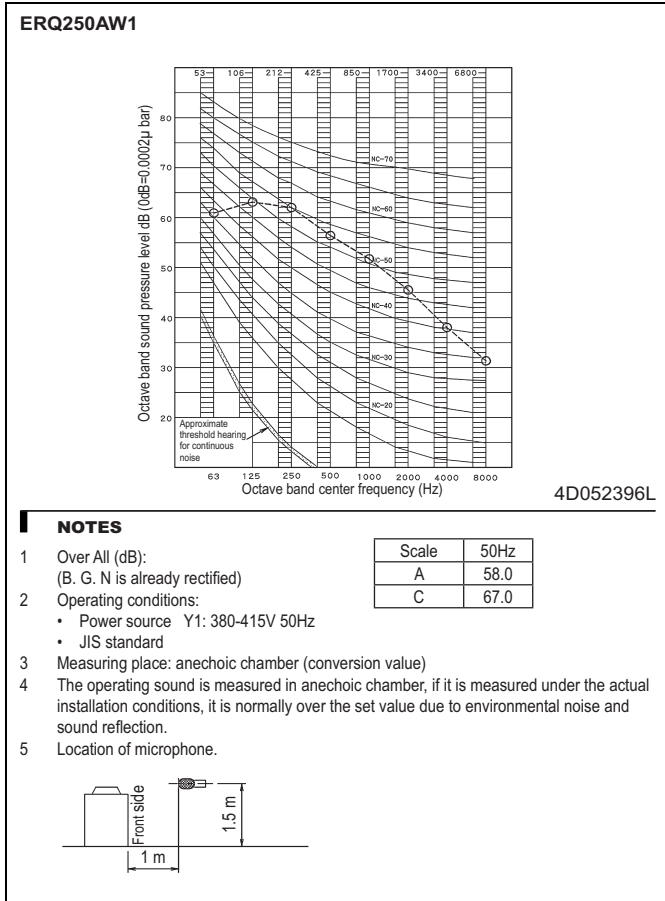 ERQ250AW1
53 106 212 425 850 1700 3400 6800
Octave band sound pressure level dB (0dB=0.0002µ bar)
80
70
60
50
40
30
20
NC-70
NC-60
NC-50
NC-40
NC-30
NC-20
Approximate
threshold hearing
for continuous
noise
63 125 250 500 1000 2000 4000 8000
Octave band center frequency (Hz)
4D052396L
NOTES
1 Over All (dB):
(B. G. N is already rectified)
Scale 50Hz
A 58.0
C 67.0
2 Operating conditions:
• Power source Y1: 380-415V 50Hz
• JIS standard
3 Measuring place: anechoic chamber (conversion value)
4 The operating sound is measured in anechoic chamber, if it is measured under the actual
installation conditions, it is normally over the set value due to environmental noise and
sound reflection.
5 Location of microphone.
Front side
1.5 m
1 m